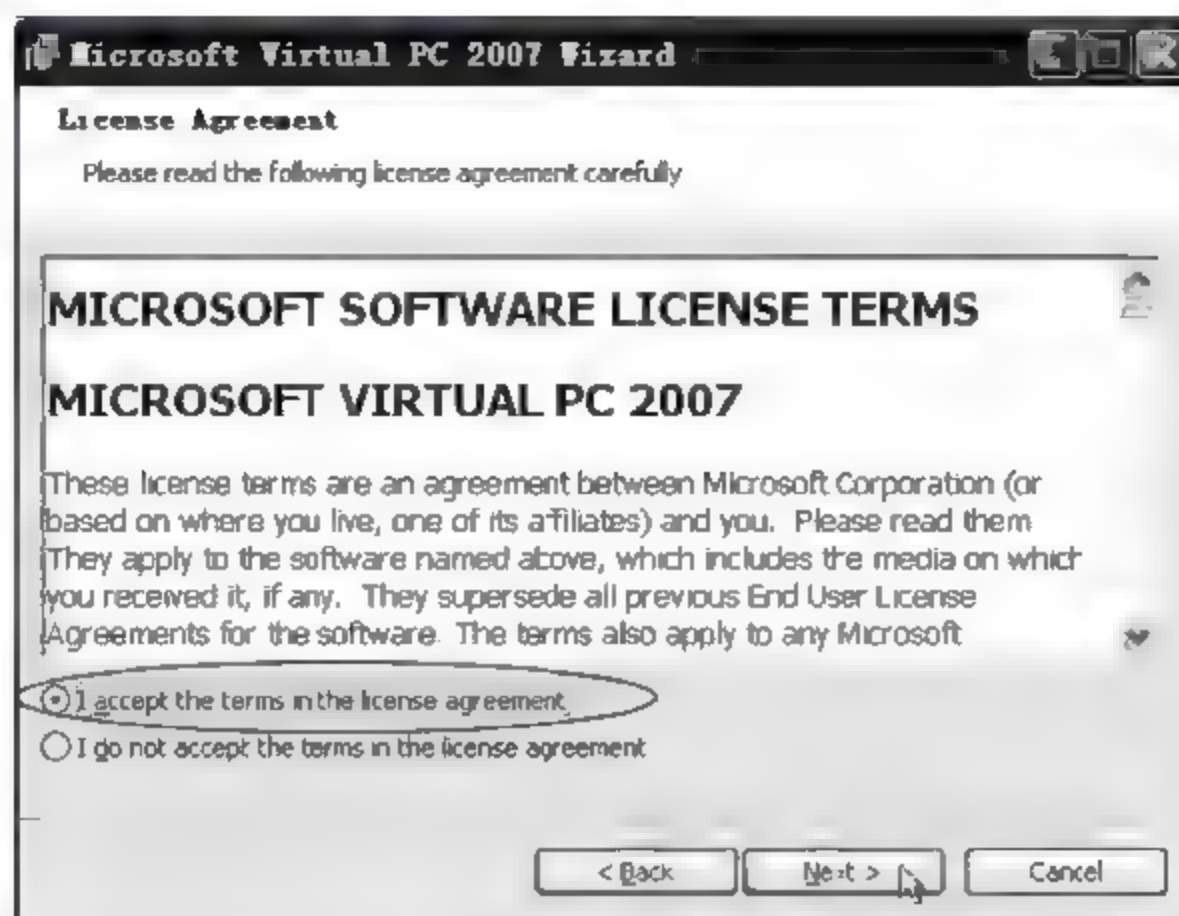 Microsoft Virtual PC 2007 Wizard
License Agreement
Please read the following license agreement carefully
MICROSOFT SOFTWARE LICENSE TERMS
MICROSOFT VIRTUAL PC 2007
These license terms are an agreement between Microsoft Corporation (or
based on where you live, one of its affiliates) and you. Please read them
They apply to the software named above, which includes the media on which
you received it, if any. They supersede all previous End User License
Agreements for the software. The terms also apply to any Microsoft
I accept the terms in the license agreement
I do not accept the terms in the license agreement
< Back
Next >
Cancel